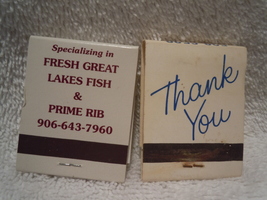 Specializing in
FRESH GREAT
LAKES FISH
&
PRIME RIB
906-643-7960
Thank
You